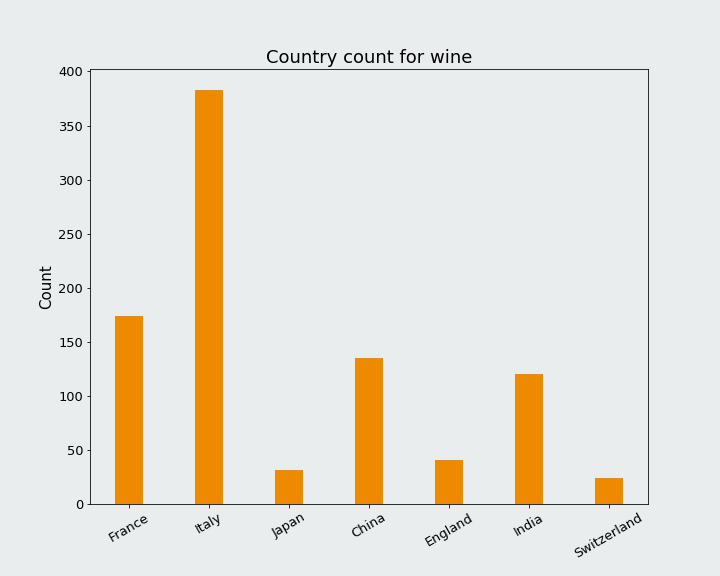 Country count for wine
400
350
300
250
200
150
100
50
0
Count
France
Italy
Japan
China
England
India
Switzerland